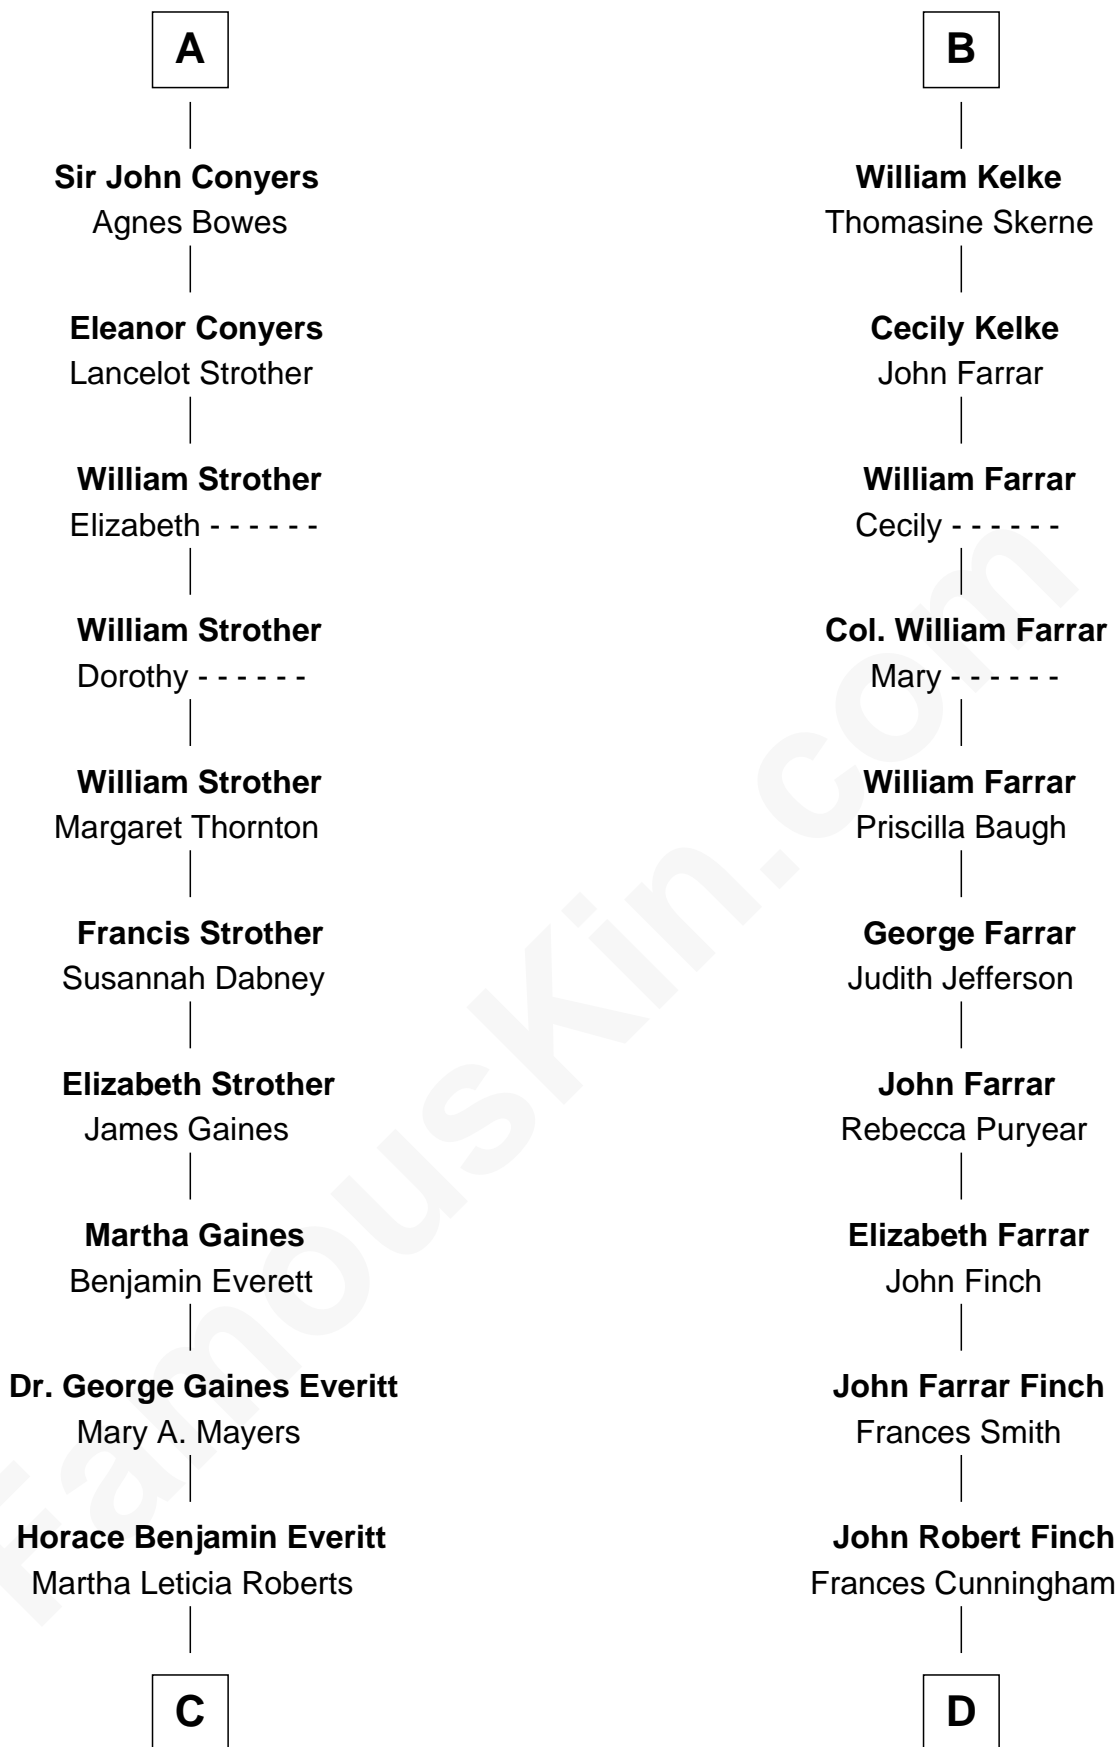 A
Sir John Conyers
Agnes Bowes
Eleanor Conyers
Lancelot Strother
William Strother
Elizabeth - - - - - -
William Strother
Dorothy - - - - - -
William Strother
Margaret Thornton
Francis Strother
Susannah Dabney
Elizabeth Strother
James Gaines
Martha Gaines
Benjamin Everett
Dr. George Gaines Everitt
Mary A. Mayers
Horace Benjamin Everitt
Martha Leticia Roberts
C
B
William Kelke
Thomasine Skerne
Cecily Kelke
John Farrar
William Farrar
Cecily - - - - - -
Col. William Farrar
Mary - - - - - -
William Farrar
Priscilla Baugh
George Farrar
Judith Jefferson
John Farrar
Rebecca Puryear
Elizabeth Farrar
John Finch
John Farrar Finch
Frances Smith
John Robert Finch
Frances Cunningham
D
FamousKin.com